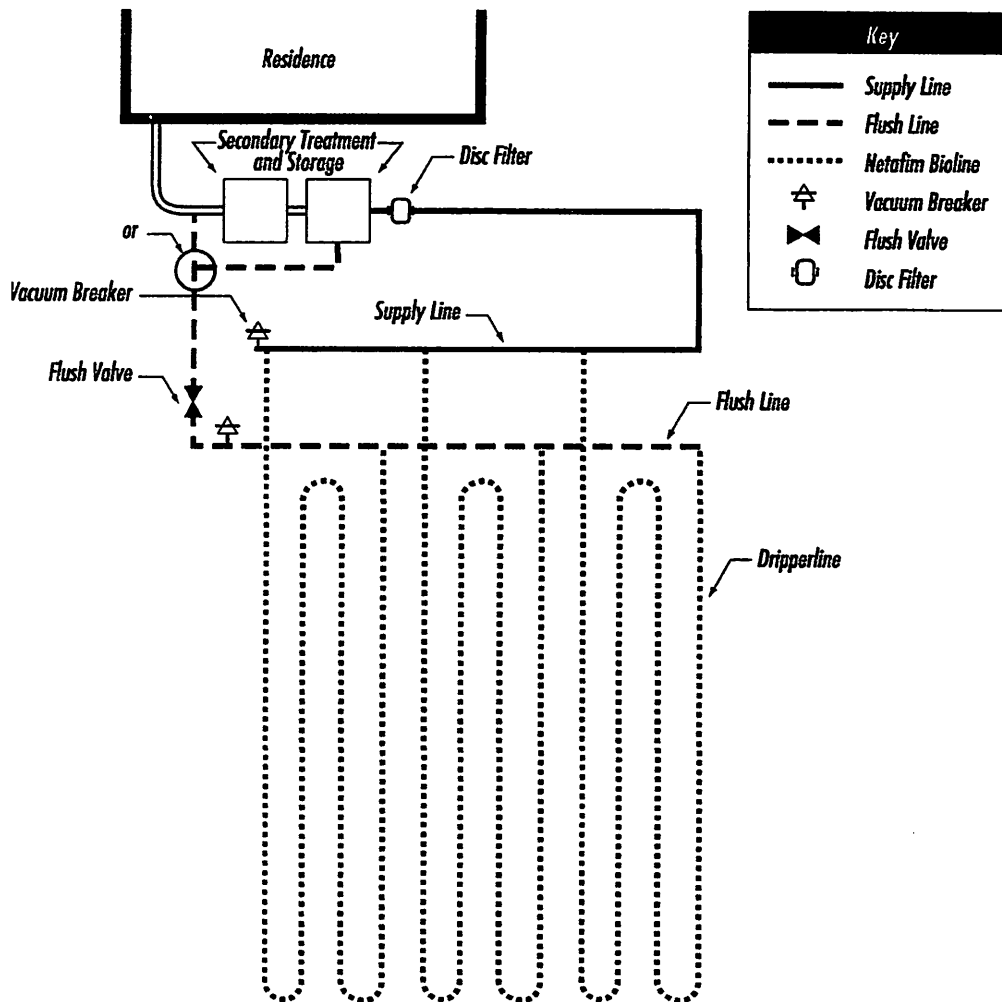 Residence
Secondary Treatment
and Storage
Disc Filter
or
Vacuum Breaker
Supply Line
Flush Valve
Flush Line
Dripperline
Key
Supply Line
Flush Line
Netafim Bioline
Vacuum Breaker
Flush Valve
Disc Filter